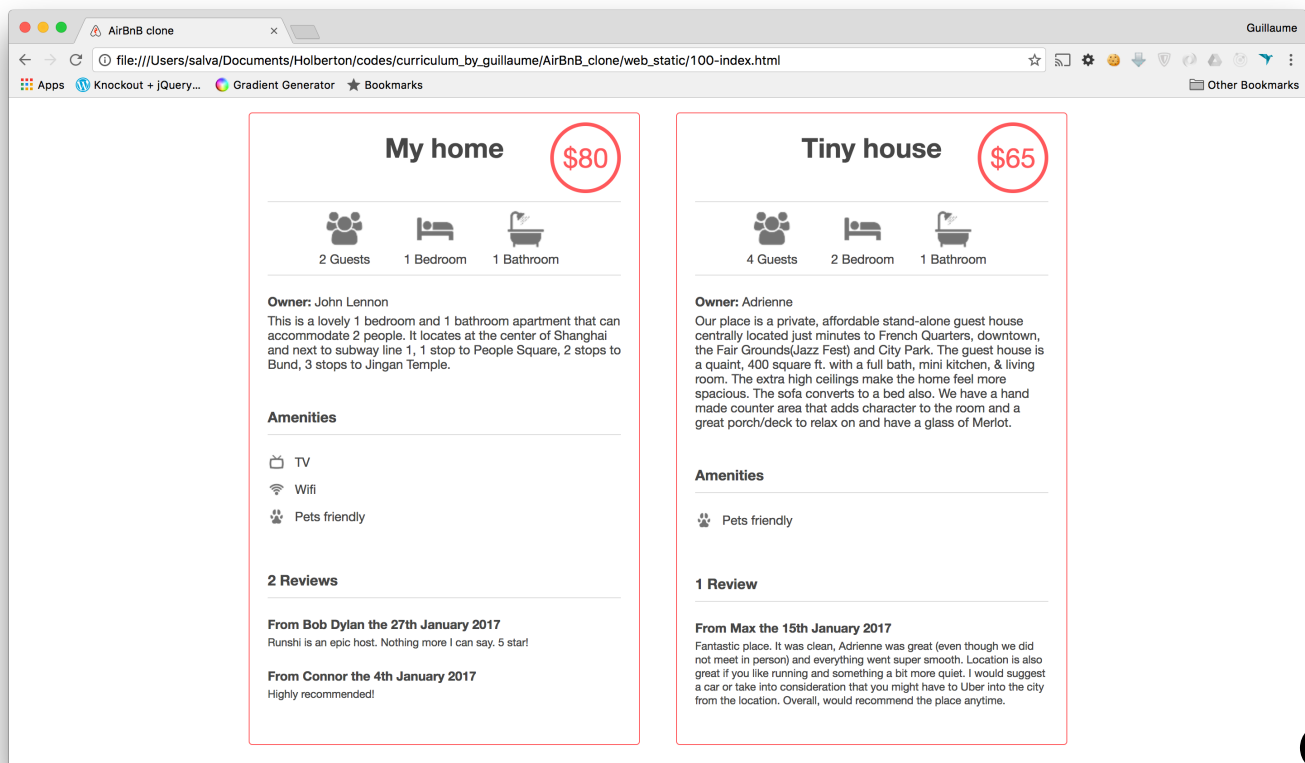 AirBnB clone
Guillaume
file:///Users/salva/Documents/Holberton/codes/curriculum_by_guillaume/AirBnB_clone/web_static/100-index.html
Apps Knockout + jQuery... Gradient Generator Bookmarks Other Bookmarks
My home
$80
2 Guests 1 Bedroom 1 Bathroom
Owner: John Lennon
This is a lovely 1 bedroom and 1 bathroom apartment that can
accommodate 2 people. It locates at the center of Shanghai
and next to subway line 1, 1 stop to People Square, 2 stops to
Bund, 3 stops to Jingan Temple.
Amenities
TV
Wifi
Pets friendly
2 Reviews
From Bob Dylan the 27th January 2017
Runshi is an epic host. Nothing more I can say. 5 star!
From Connor the 4th January 2017
Highly recommended!
Tiny house
$65
4 Guests 2 Bedroom 1 Bathroom
Owner: Adrienne
Our place is a private, affordable stand-alone guest house
centrally located just minutes to French Quarters, downtown,
the Fair Grounds(Jazz Fest) and City Park. The guest house is
a quaint, 400 square ft. with a full bath, mini kitchen, & living
room. The extra high ceilings make the home feel more
spacious. The sofa converts to a bed also. We have a hand
made counter area that adds character to the room and a
great porch/deck to relax on and have a glass of Merlot.
Amenities
Pets friendly
1 Review
From Max the 15th January 2017
Fantastic place. It was clean, Adrienne was great (even though we did
not meet in person) and everything went super smooth. Location is also
great if you like running and something a bit more quiet. I would suggest
a car or take into consideration that you might have to Uber into the city
from the location. Overall, would recommend the place anytime.